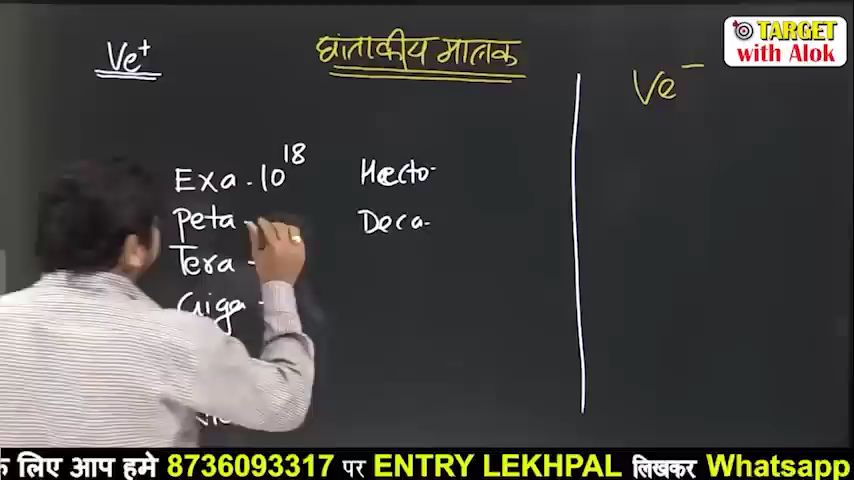 Ve+
घांताकीय मालक
Ve-
Exa - 10^18
Peta -
Tera -
Giga -
Hecto-
Deca-
TARGET
with Alok
के लिए आप हमे 8736093317 पर ENTRY LEKHPAL लिखकर Whatsapp